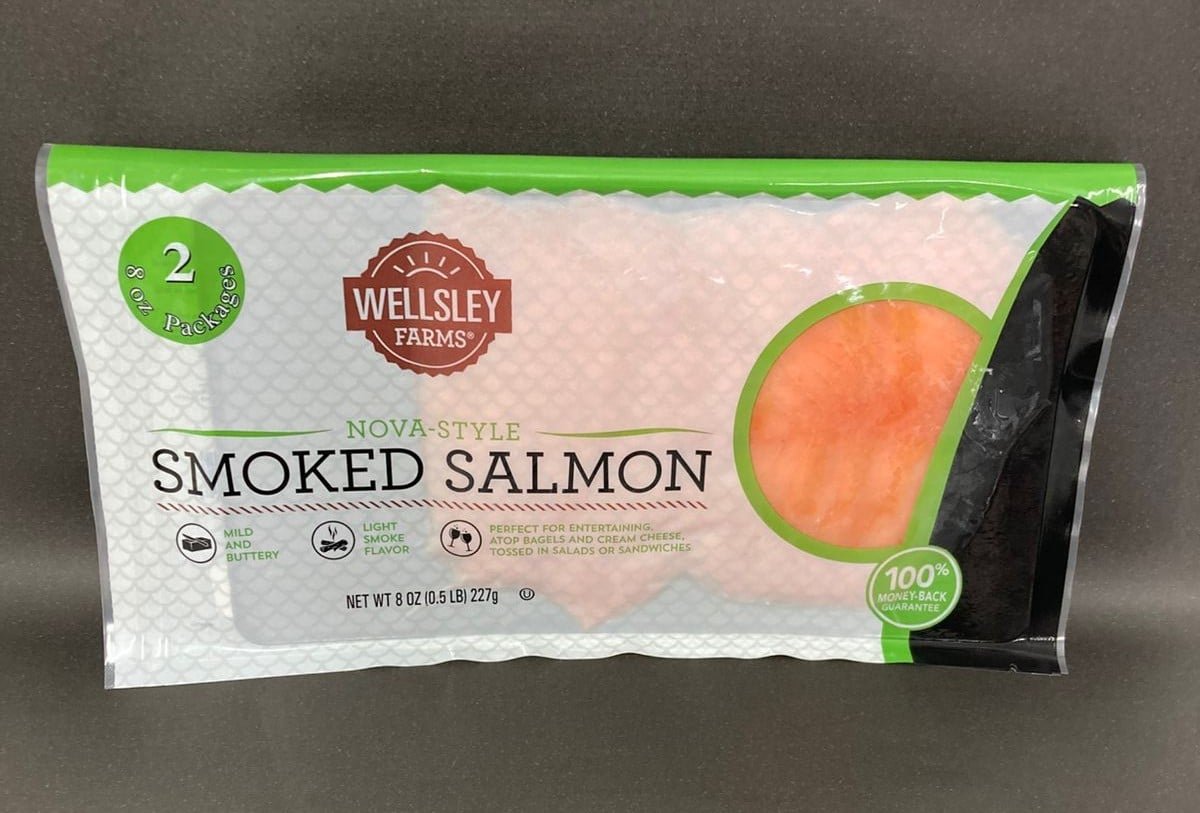 2
8 oz Packages
WELLSLEY
FARMS®
NOVA-STYLE
SMOKED SALMON
MILD
AND
BUTTERY
LIGHT
SMOKE
FLAVOR
PERFECT FOR ENTERTAINING,
ATOP BAGELS AND CREAM CHEESE,
TOSSED IN SALADS OR SANDWICHES
NET WT 8 OZ (0.5 LB) 227g
U
100%
MONEY-BACK
GUARANTEE